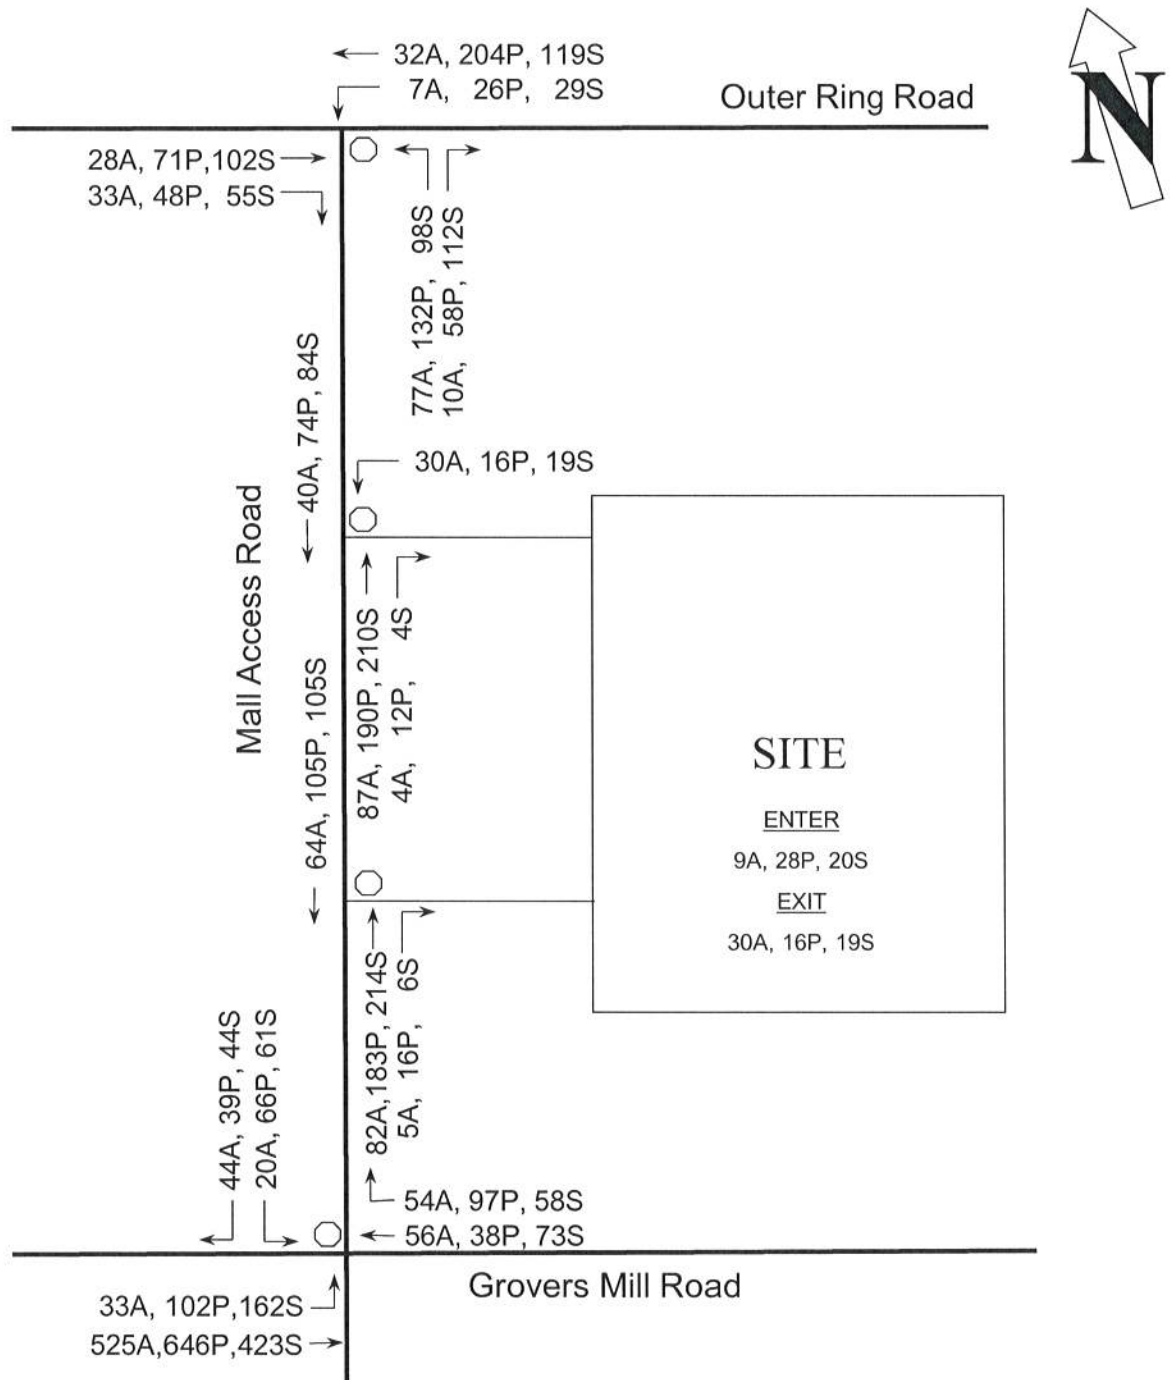 32A, 204P, 119S
7A, 26P, 29S
Outer Ring Road
N
28A, 71P,102S
33A, 48P, 55S
77A, 132P, 98S
10A, 58P, 112S
40A, 74P, 84S
30A, 16P, 19S
Mall Access Road
87A, 190P, 210S
4A, 12P, 4S
64A, 105P, 105S
SITE
ENTER
9A, 28P, 20S
EXIT
30A, 16P, 19S
82A,183P, 214S
5A, 16P, 6S
44A, 39P, 44S
20A, 66P, 61S
54A, 97P, 58S
56A, 38P, 73S
Grovers Mill Road
33A, 102P,162S
525A,646P,423S